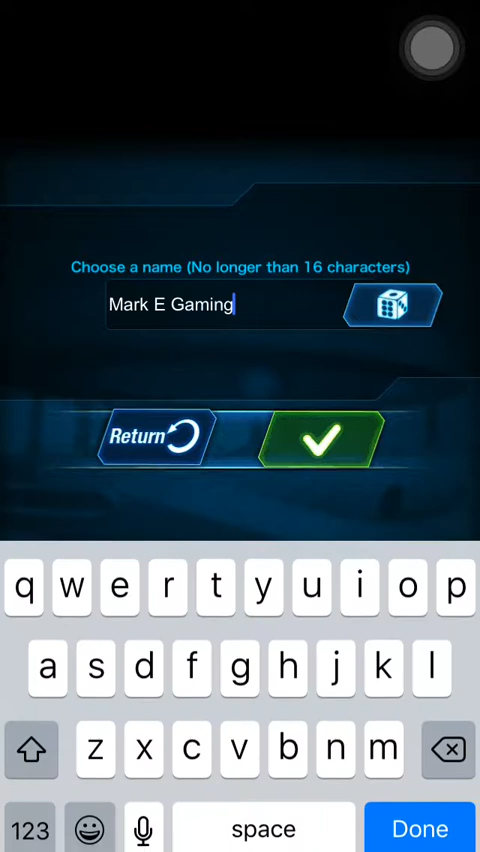 Choose a name (No longer than 16 characters)
Mark E Gaming
Return
q w e r t y u i o p
a s d f g h j k l
z x c v b n m
123 space Done